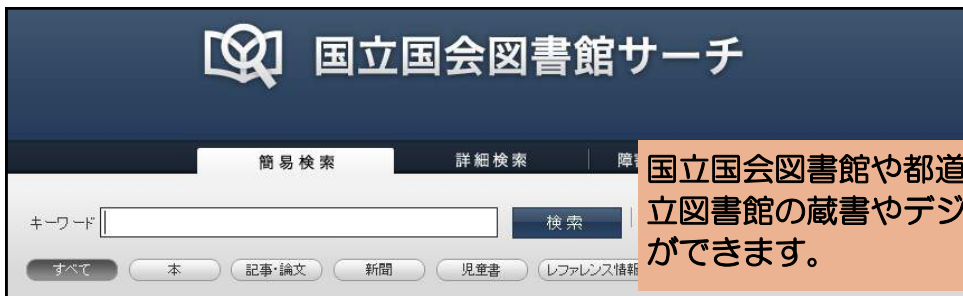 国立国会図書館サーチ
簡易検索 詳細検索 障
国立国会図書館や都道
立図書館の蔵書やデジ
ができます。
キーワード 検索
すべて 本 記事・論文 新聞 児童書 レファレンス情報